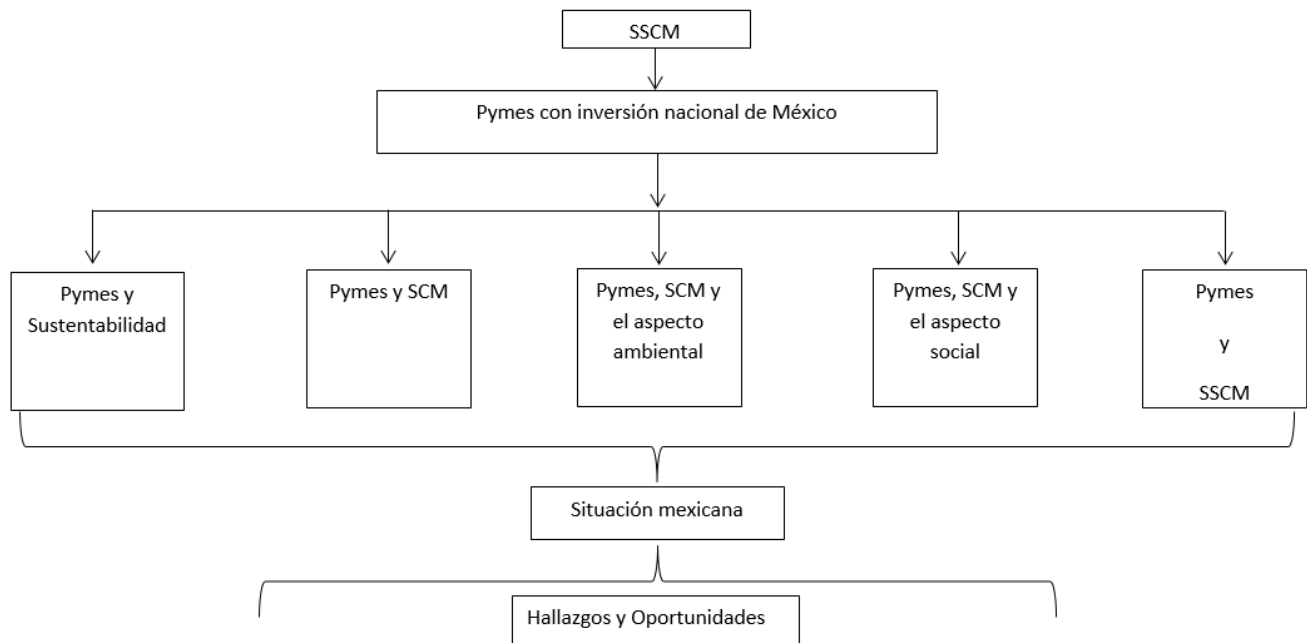 SSCM
Pymes con inversión nacional de México
Pymes y
Sustentabilidad
Pymes y SCM
Pymes, SCM y
el aspecto
ambiental
Pymes, SCM y
el aspecto
social
Pymes
y
SSCM
Situación mexicana
Hallazgos y Oportunidades